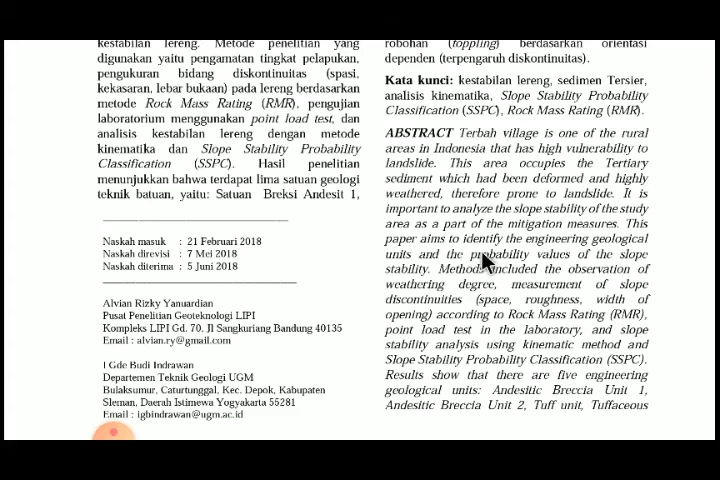 kestabilan lereng. Metode penelitian yang
digunakan yaitu pengamatan tingkat pelapukan,
pengukuran bidang diskontinuitas (spasi,
kekasaran, lebar bukaan) pada lereng berdasarkan
metode Rock Mass Rating (RMR), pengujian
laboratorium menggunakan point load test, dan
analisis kestabilan lereng dengan metode
kinematika dan Slope Stability Probability
Classification (SSPC). Hasil penelitian
menunjukkan bahwa terdapat lima satuan geologi
teknik batuan, yaitu: Satuan Breksi Andesit 1,
Naskah masuk : 21 Februari 2018
Naskah direvisi : 7 Mei 2018
Naskah diterima : 5 Juni 2018
Alvian Rizky Yanuardian
Pusat Penelitian Geoteknologi LIPI
Kompleks LIPI Gd. 70, Jl Sangkuriang Bandung 40135
Email : alvian.ry@gmail.com
I Gde Budi Indrawan
Departemen Teknik Geologi UGM
Bulaksumur, Caturtunggal, Kec. Depok, Kabupaten
Sleman, Daerah Istimewa Yogyakarta 55281
Email : igbindrawan@ugm.ac.id
robohan (toppling) berdasarkan orientasi
dependen (terpengaruh diskontinuitas).
Kata kunci: kestabilan lereng, sedimen Tersier,
analisis kinematika, Slope Stability Probability
Classification (SSPC), Rock Mass Rating (RMR).
ABSTRACT Terbah village is one of the rural
areas in Indonesia that has high vulnerability to
landslide. This area occupies the Tertiary
sediment which had been deformed and highly
weathered, therefore prone to landslide. It is
important to analyze the slope stability of the study
area as a part of the mitigation measures. This
paper aims to identify the engineering geological
units and the probability values of the slope
stability. Methods included the observation of
weathering degree, measurement of slope
discontinuities (space, roughness, width of
opening) according to Rock Mass Rating (RMR),
point load test in the laboratory, and slope
stability analysis using kinematic method and
Slope Stability Probability Classification (SSPC).
Results show that there are five engineering
geological units: Andesitic Breccia Unit 1,
Andesitic Breccia Unit 2, Tuff unit, Tuffaceous